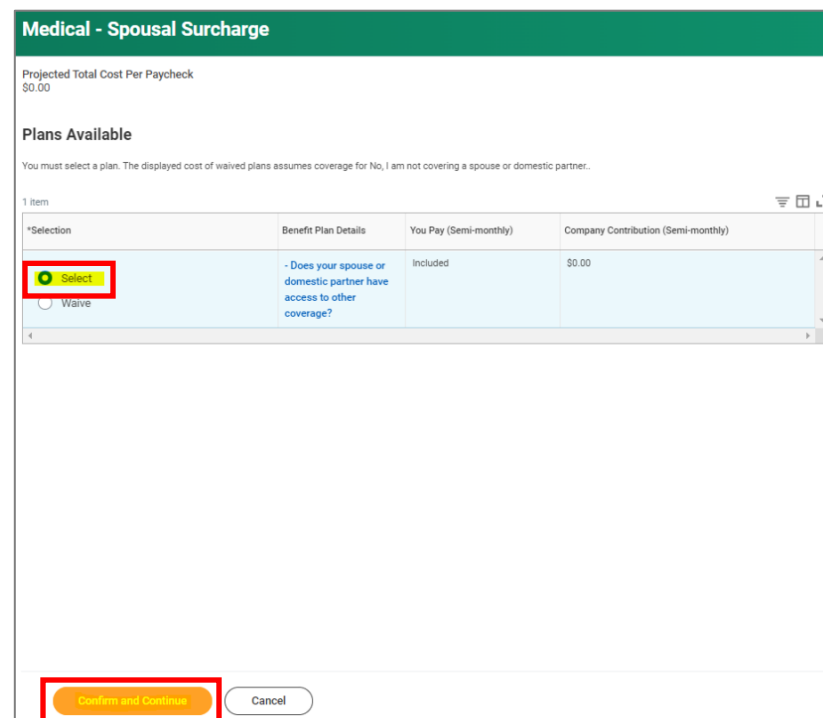 Medical - Spousal Surcharge
Projected Total Cost Per Paycheck
$0.00
Plans Available
You must select a plan. The displayed cost of waived plans assumes coverage for No, I am not covering a spouse or domestic partner..
1 item
*Selection
Benefit Plan Details
You Pay (Semi-monthly)
Company Contribution (Semi-monthly)
Select
Waive
- Does your spouse or
domestic partner have
access to other
coverage?
Included
$0.00
Confirm and Continue
Cancel